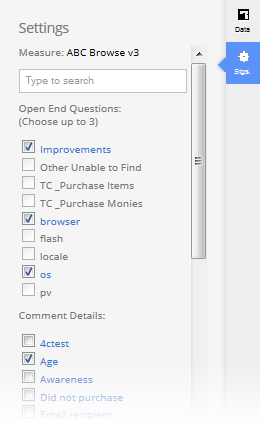 Settings
Measure: ABC Browse v3
Type to search
Open End Questions:
(Choose up to 3)
Improvements
Other Unable to Find
TC _Purchase Items
TC _Purchase Monies
browser
flash
locale
os
pv
Comment Details:
4ctest
Age
Awareness
Did not purchase
Email recipient
Data
Stgs.